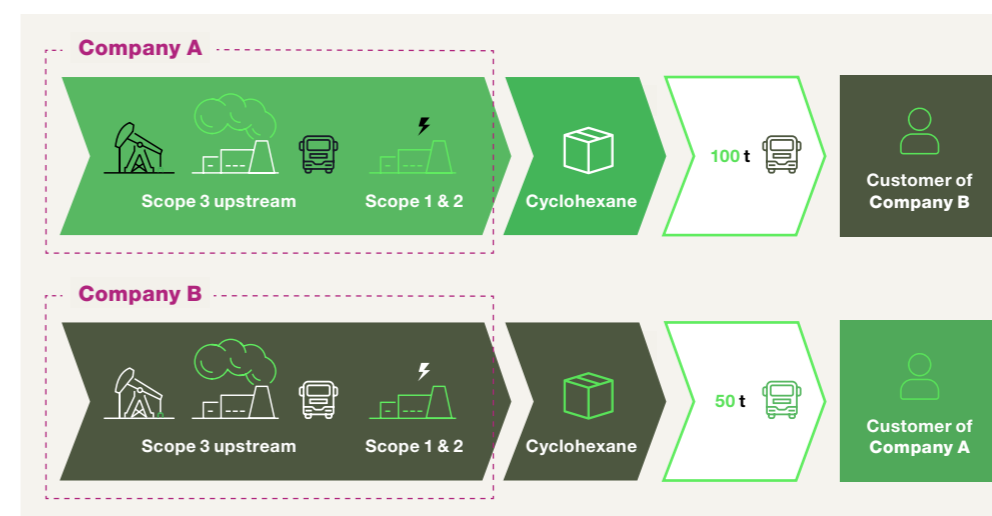 Company A
Scope 3 upstream
Scope 1 & 2
Cyclohexane
100 t
Customer of
Company B
Company B
Scope 3 upstream
Scope 1 & 2
Cyclohexane
50 t
Customer of
Company A